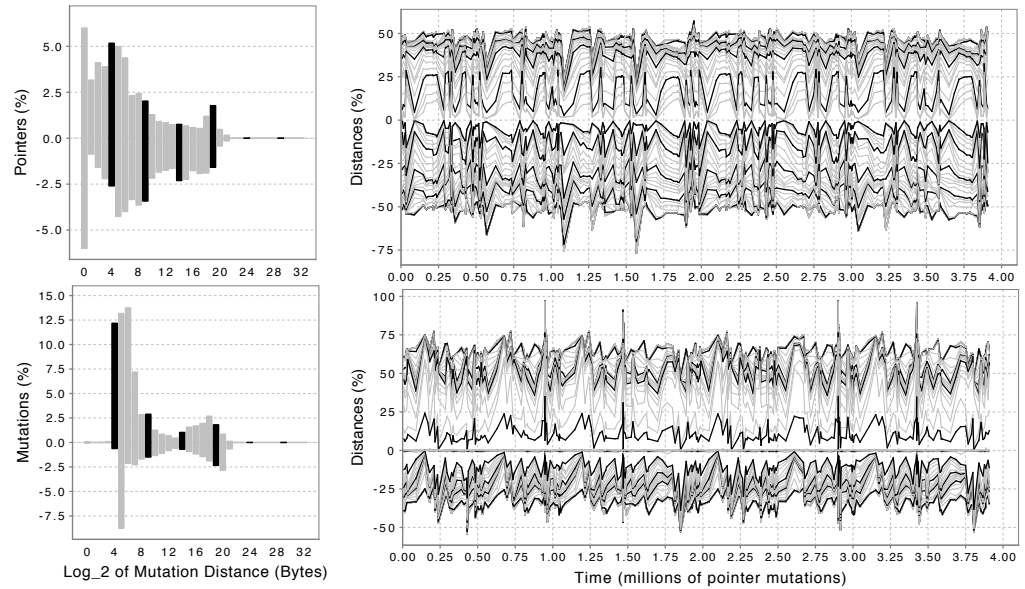 Pointers (%)
5.0
2.5
0.0
-2.5
-5.0
0 4 8 12 16 20 24 28 32
Distances (%)
50
25
0
-25
-50
-75
0.00 0.25 0.50 0.75 1.00 1.25 1.50 1.75 2.00 2.25 2.50 2.75 3.00 3.25 3.50 3.75 4.00
Mutations (%)
15.0
12.5
10.0
7.5
5.0
2.5
0.0
-2.5
-5.0
-7.5
0 4 8 12 16 20 24 28 32
Log_2 of Mutation Distance (Bytes)
Distances (%)
100
75
50
25
0
-25
-50
0.00 0.25 0.50 0.75 1.00 1.25 1.50 1.75 2.00 2.25 2.50 2.75 3.00 3.25 3.50 3.75 4.00
Time (millions of pointer mutations)